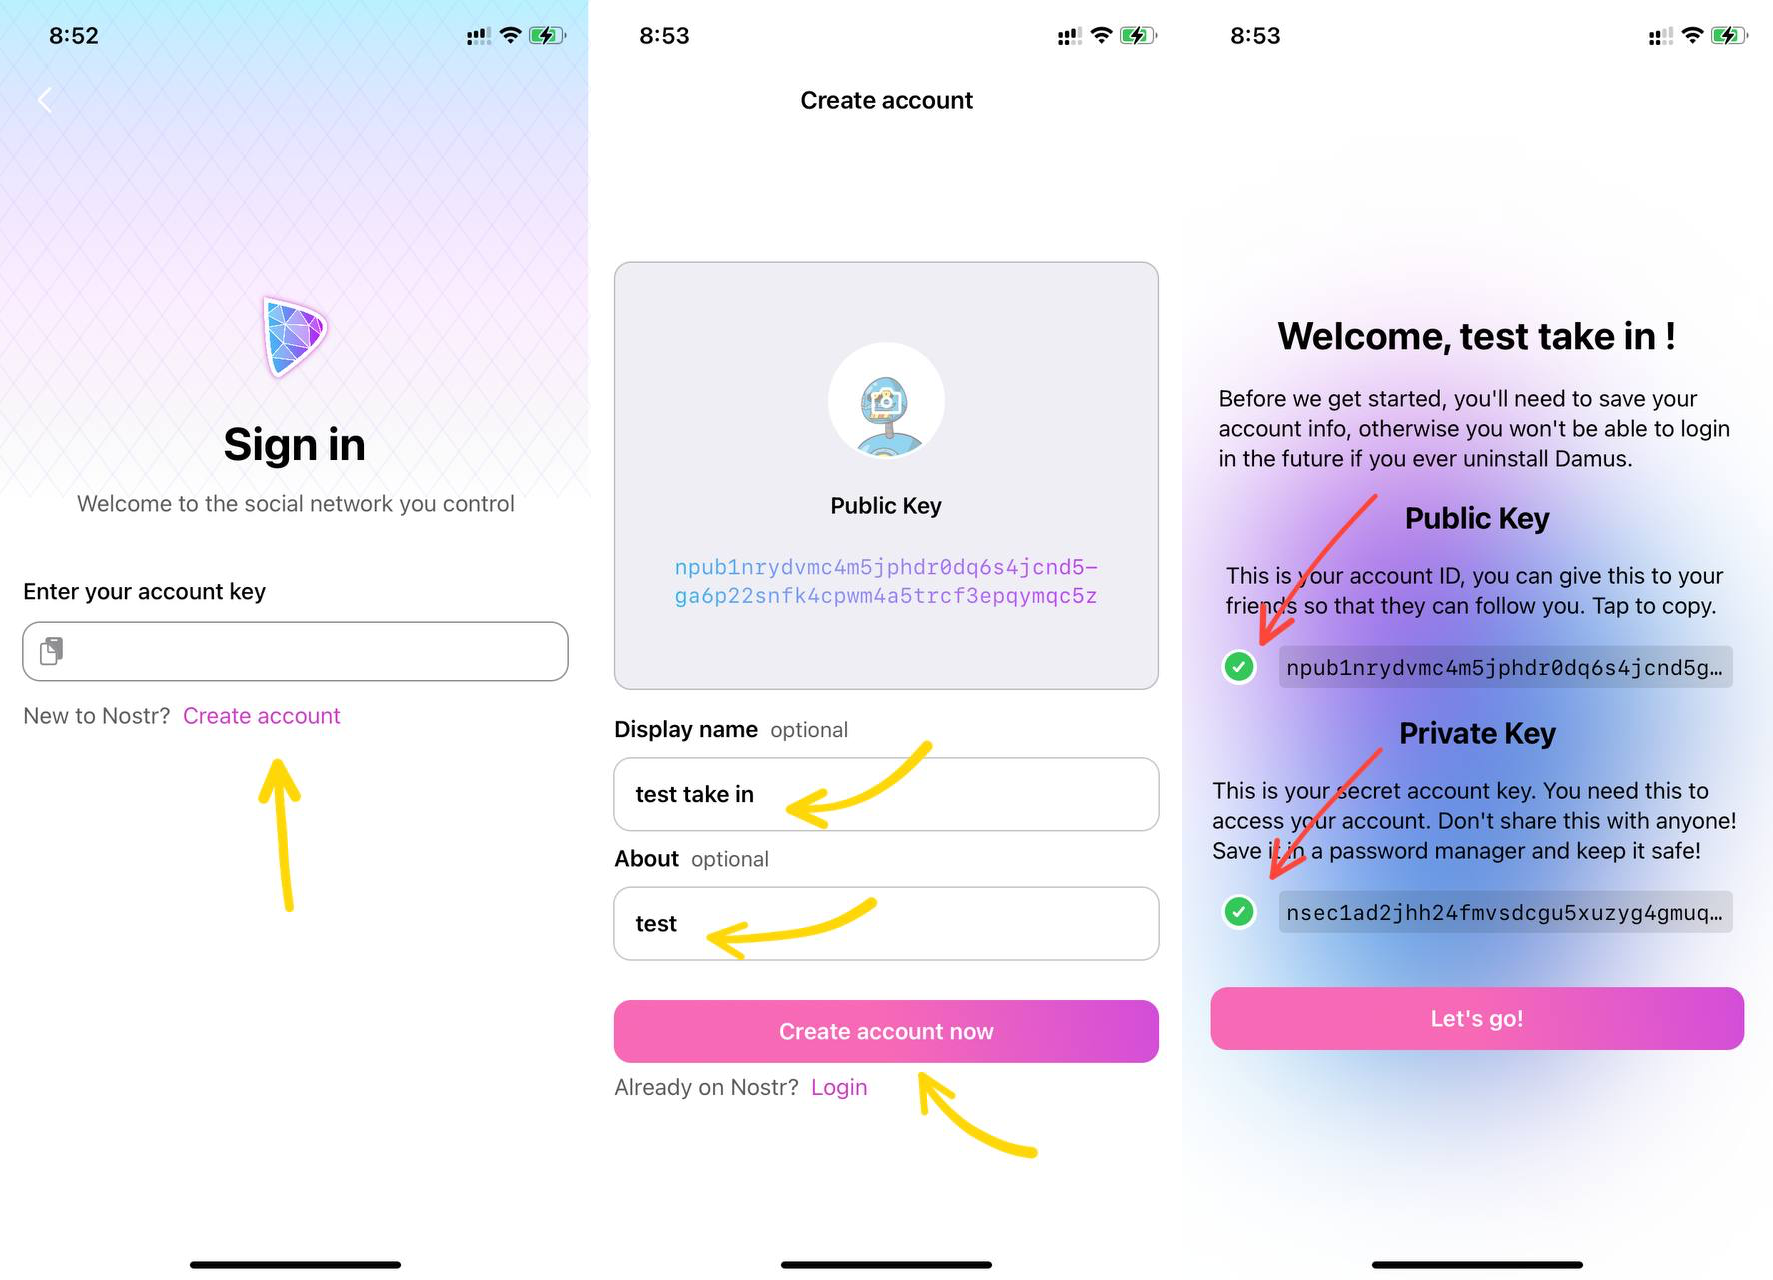 8:52
Sign in
Welcome to the social network you control
Enter your account key
New to Nostr? Create account
8:53
Create account
Public Key
npub1nrydvmc4m5jphdr0dq6s4jcnd5-
ga6p22snfk4cpwm4a5trcf3epqymqc5z
Display name optional
test take in
About optional
test
Create account now
Already on Nostr? Login
8:53
Welcome, test take in !
Before we get started, you'll need to save your
account info, otherwise you won't be able to login
in the future if you ever uninstall Damus.
Public Key
This is your account ID, you can give this to your
friends so that they can follow you. Tap to copy.
npub1nrydvmc4m5jphdr0dq6s4jcnd5g…
Private Key
This is your secret account key. You need this to
access your account. Don't share this with anyone!
Save it in a password manager and keep it safe!
nsec1ad2jhh24fmvsdcgu5xuzyg4gmuq…
Let's go!